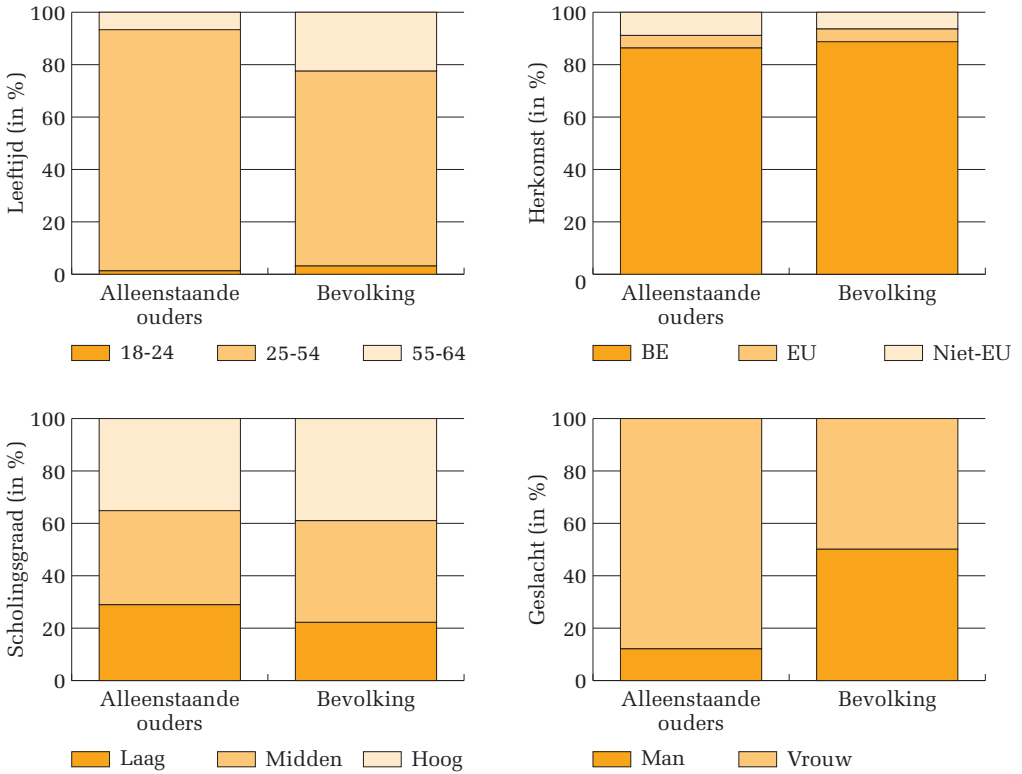 Leeftijd (in %)
100
80
60
40
20
0
Alleenstaande
ouders
Bevolking
18-24 25-54 55-64
Herkomst (in %)
100
80
60
40
20
0
Alleenstaande
ouders
Bevolking
BE EU Niet-EU
Scholingsgraad (in %)
100
80
60
40
20
0
Alleenstaande
ouders
Bevolking
Laag Midden Hoog
Geslacht (in %)
100
80
60
40
20
0
Alleenstaande
ouders
Bevolking
Man Vrouw